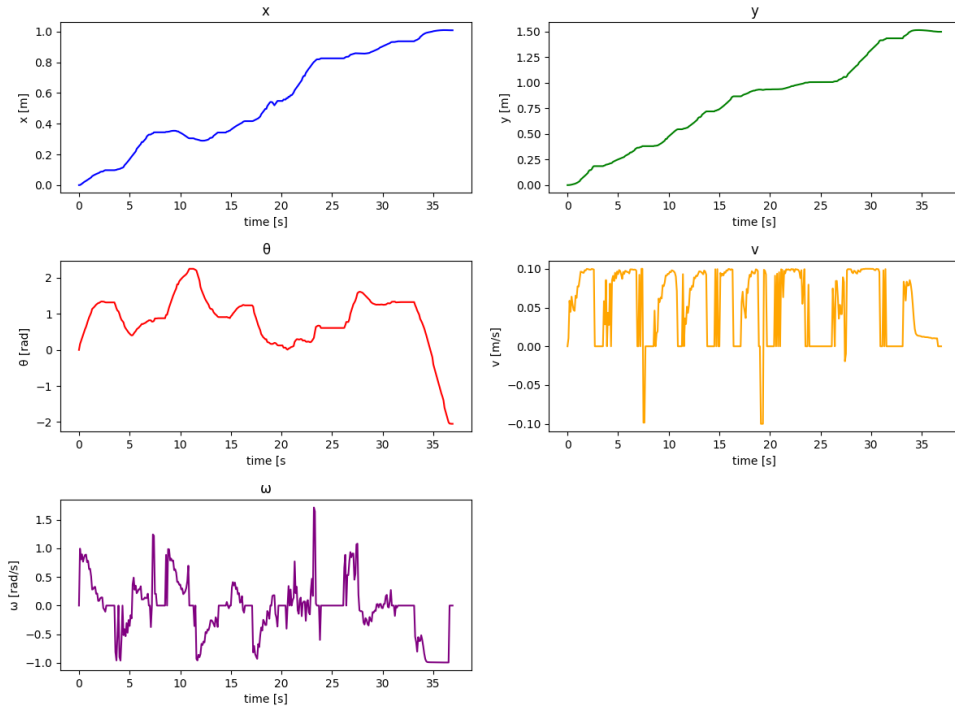 x
x [m]
1.0
0.8
0.6
0.4
0.2
0.0
0 5 10 15 20 25 30 35
time [s]
y
y [m]
1.50
1.25
1.00
0.75
0.50
0.25
0.00
0 5 10 15 20 25 30 35
time [s]
θ
θ [rad]
2
1
0
−1
−2
0 5 10 15 20 25 30 35
time [s
v
v [m/s]
0.10
0.05
0.00
−0.05
−0.10
0 5 10 15 20 25 30 35
time [s]
ω
ω [rad/s]
1.5
1.0
0.5
0.0
−0.5
−1.0
0 5 10 15 20 25 30 35
time [s]